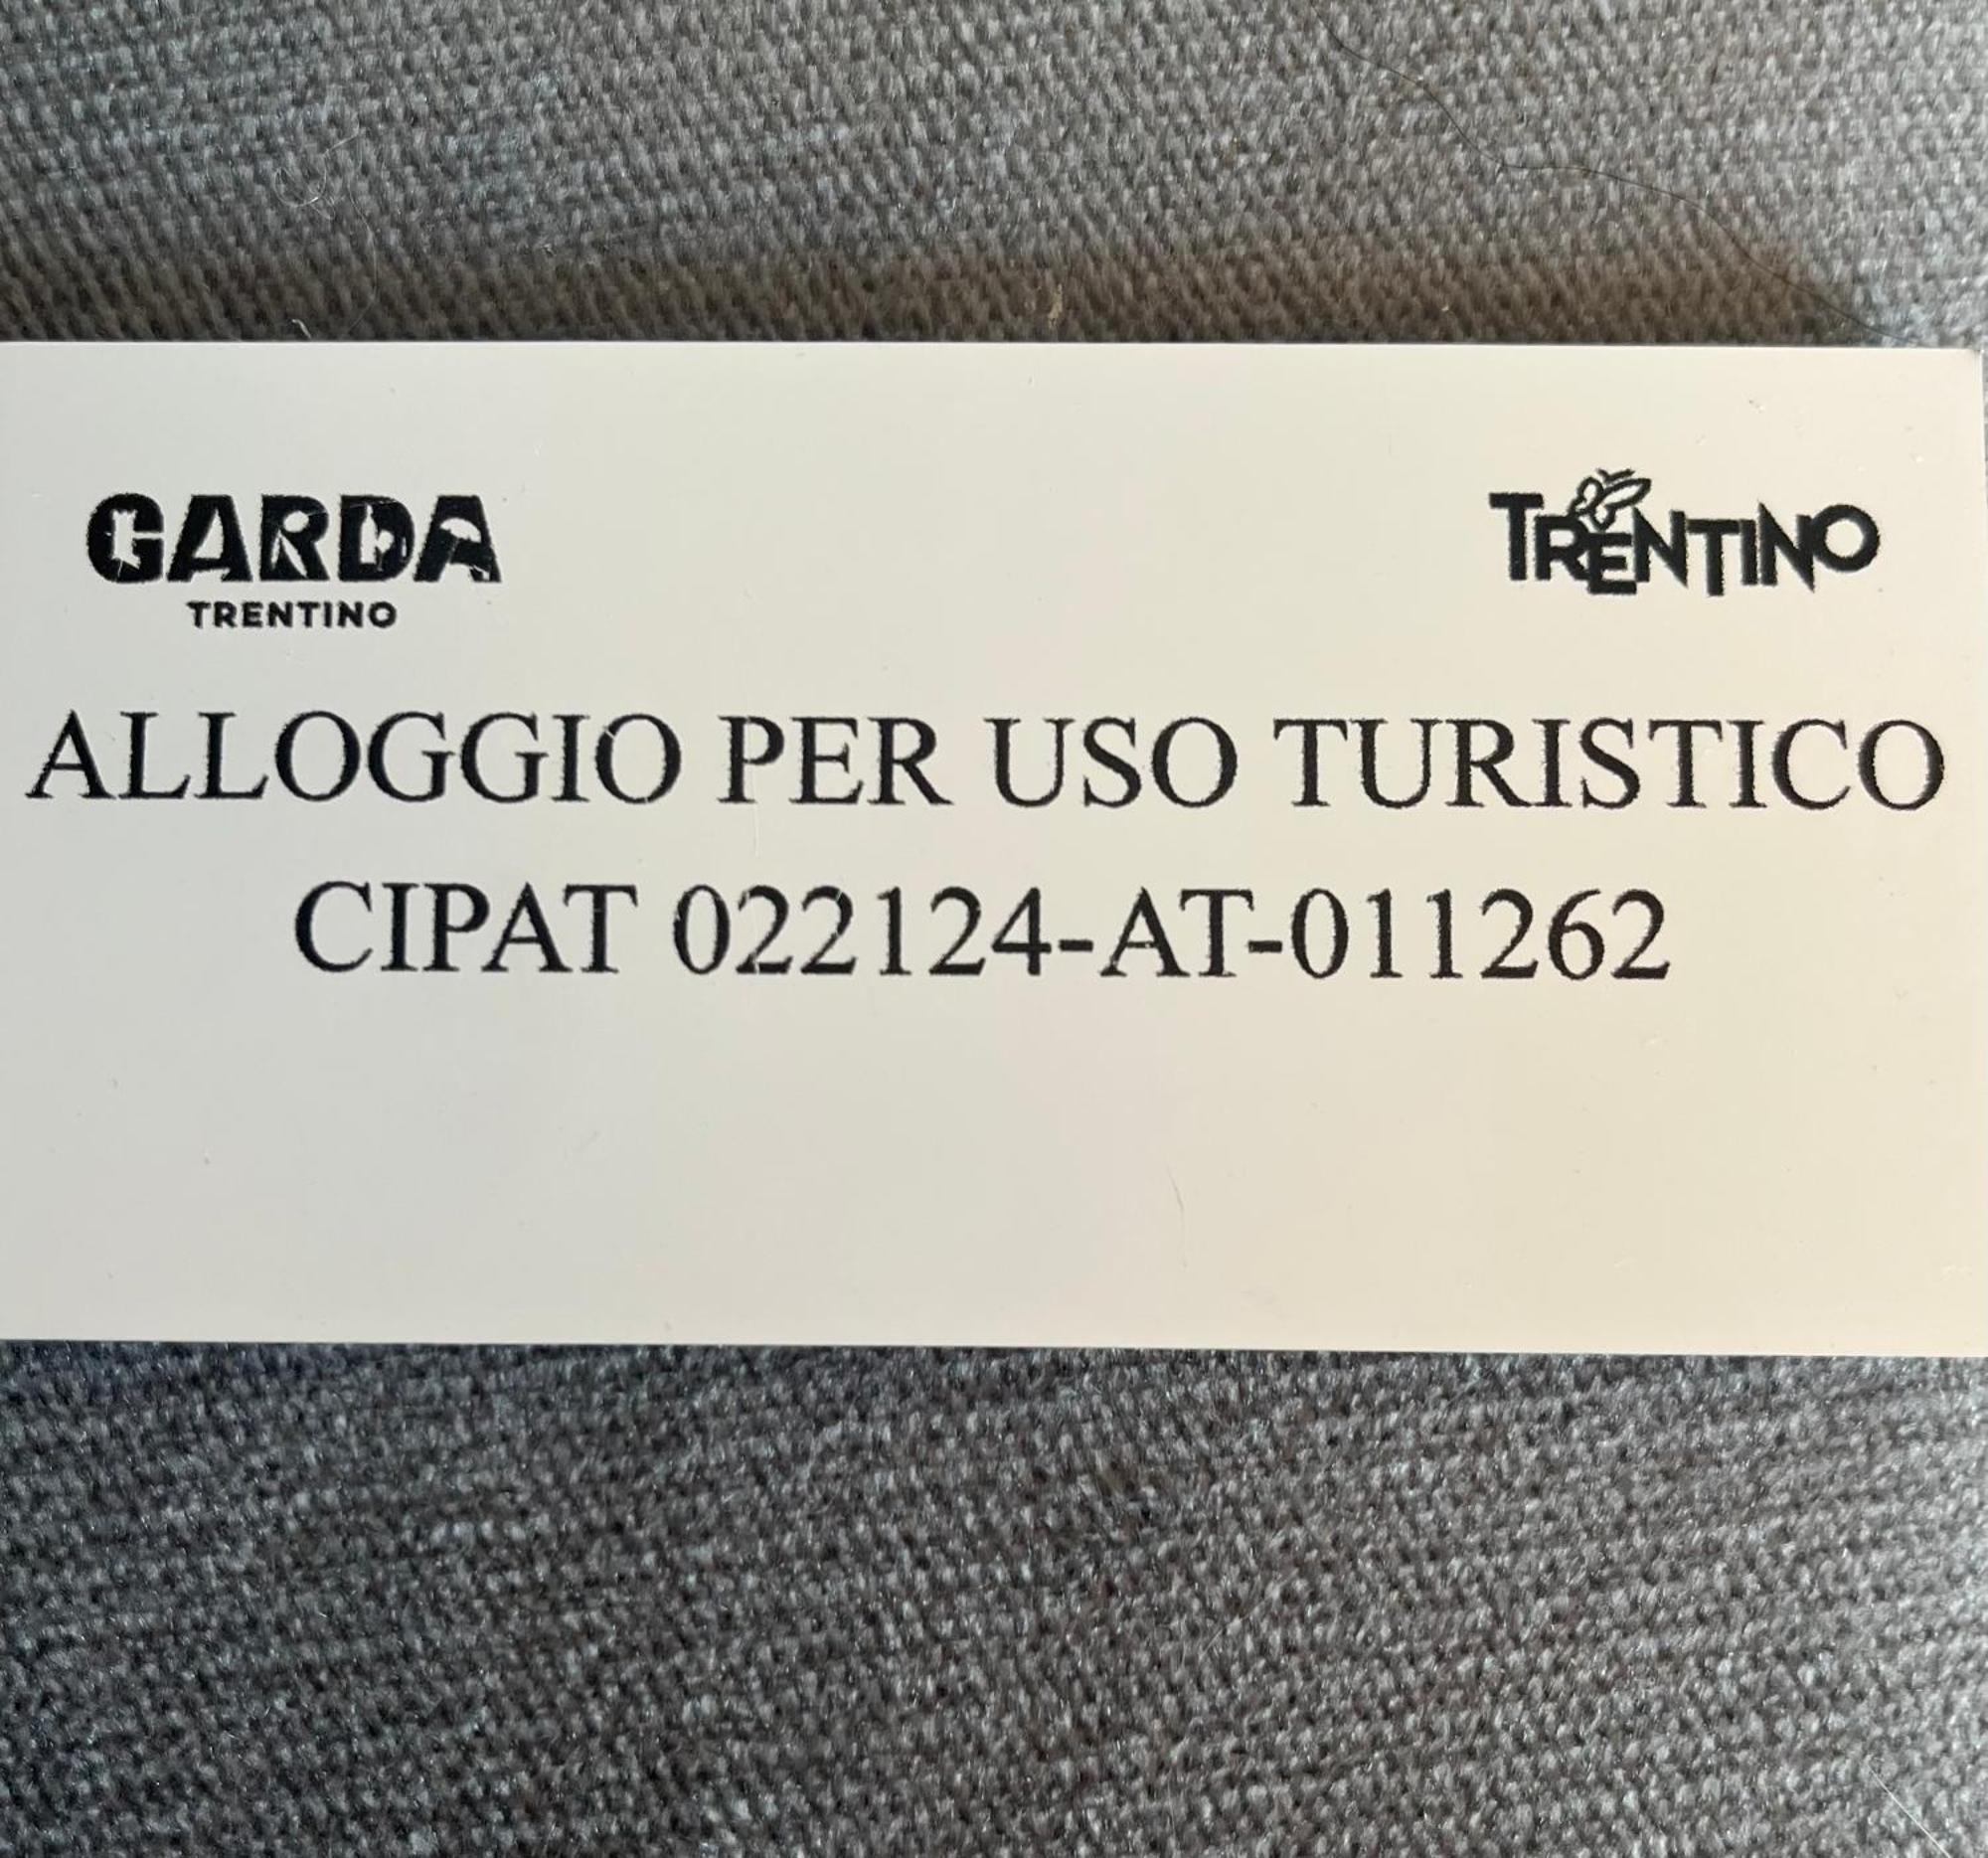 GARDA
TRENTINO
TRENTINO
ALLOGGIO PER USO TURISTICO
CIPAT 022124-AT-011262